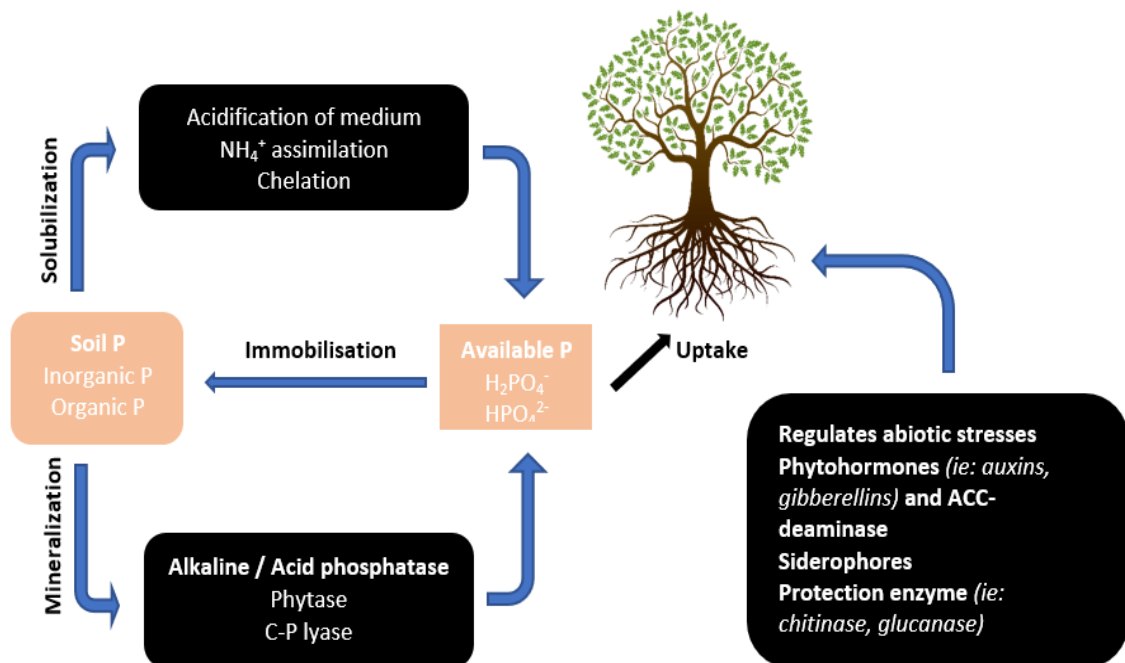 Solubilization
Acidification of medium
NH₄⁺ assimilation
Chelation
Soil P
Inorganic P
Organic P
Immobilisation
Available P
H₂PO₄⁻
HPO₄²⁻
Uptake
Mineralization
Alkaline / Acid phosphatase
Phytase
C-P lyase
Regulates abiotic stresses
Phytohormones (ie: auxins,
gibberellins) and ACC-
deaminase
Siderophores
Protection enzyme (ie:
chitinase, glucanase)